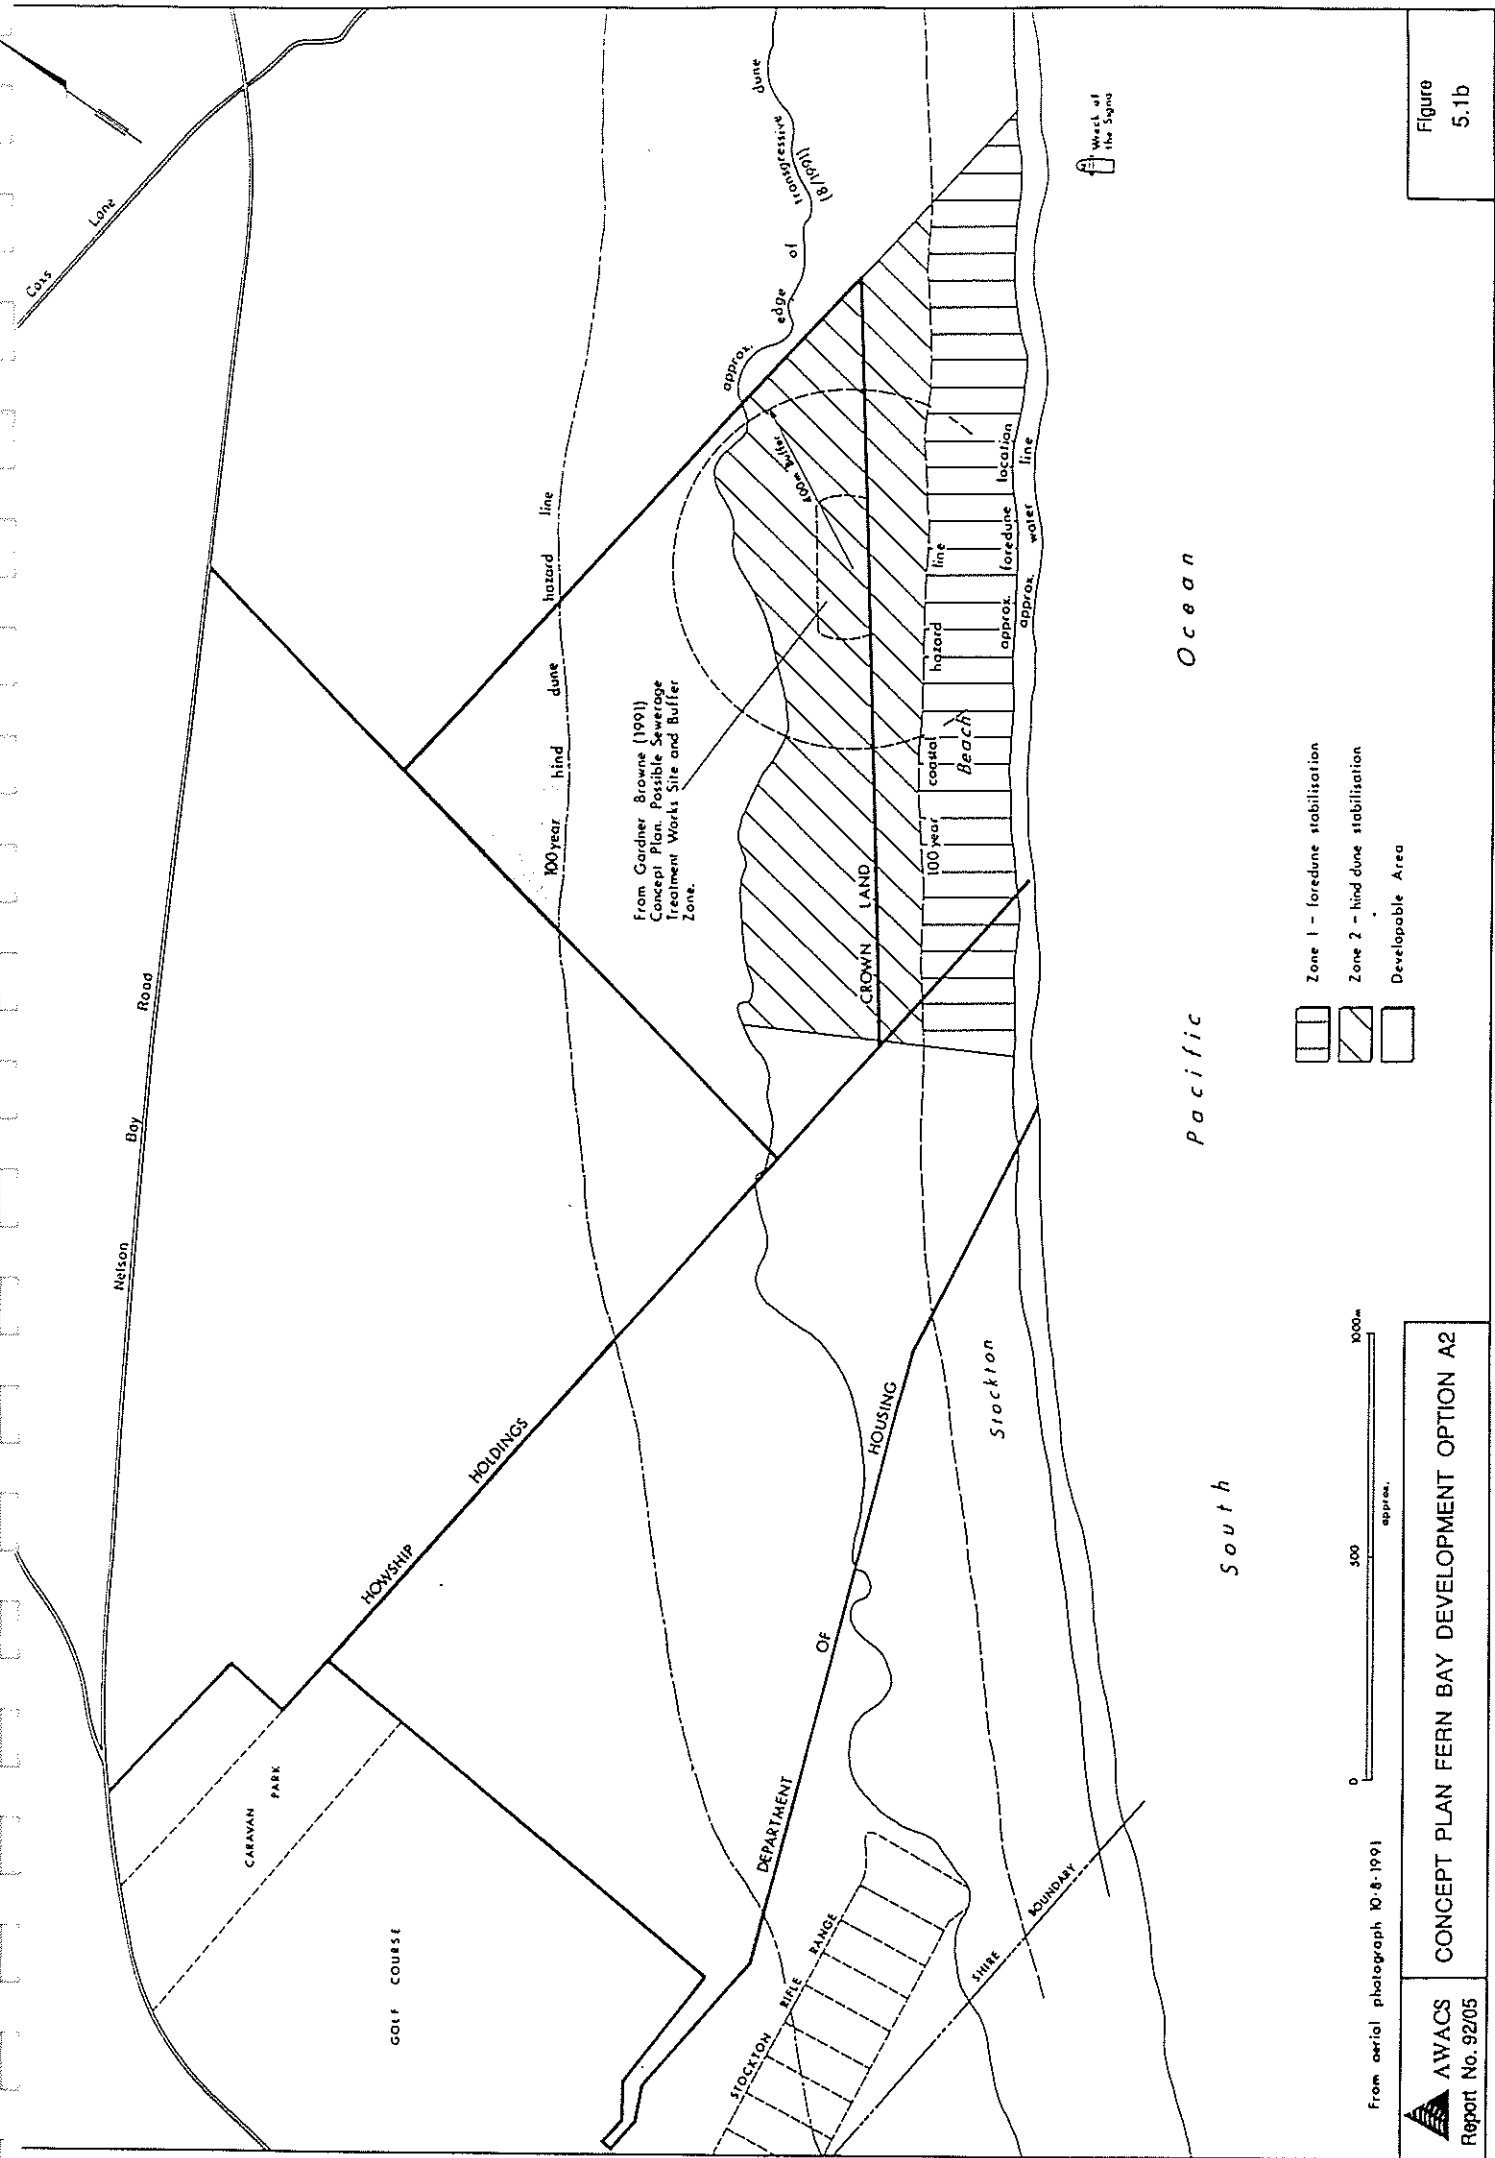 Coxs Lane
Nelson Bay Road
100 year hind dune hazard line
approx. edge of transgressive dune
(8/1991)
From Gardner Browne (1991)
Concept Plan. Possible Sewerage
Treatment Works Site and Buffer
Zone.
400m Buffer
CROWN LAND
100 year coastal hazard line
Beach
approx. foredune location
approx. water line
Wreck of
the Sygna
HOWSHIP HOLDINGS
CARAVAN PARK
GOLF COURSE
DEPARTMENT OF HOUSING
STOCKTON RIFLE RANGE
SHIRE BOUNDARY
Stockton
South Pacific Ocean
Zone 1 - foredune stabilisation
Zone 2 - hind dune stabilisation
Developable Area
0 500 1000m
approx.
From aerial photograph 10-8-1991
AWACS
Report No. 92/05
CONCEPT PLAN FERN BAY DEVELOPMENT OPTION A2
Figure
5.1b